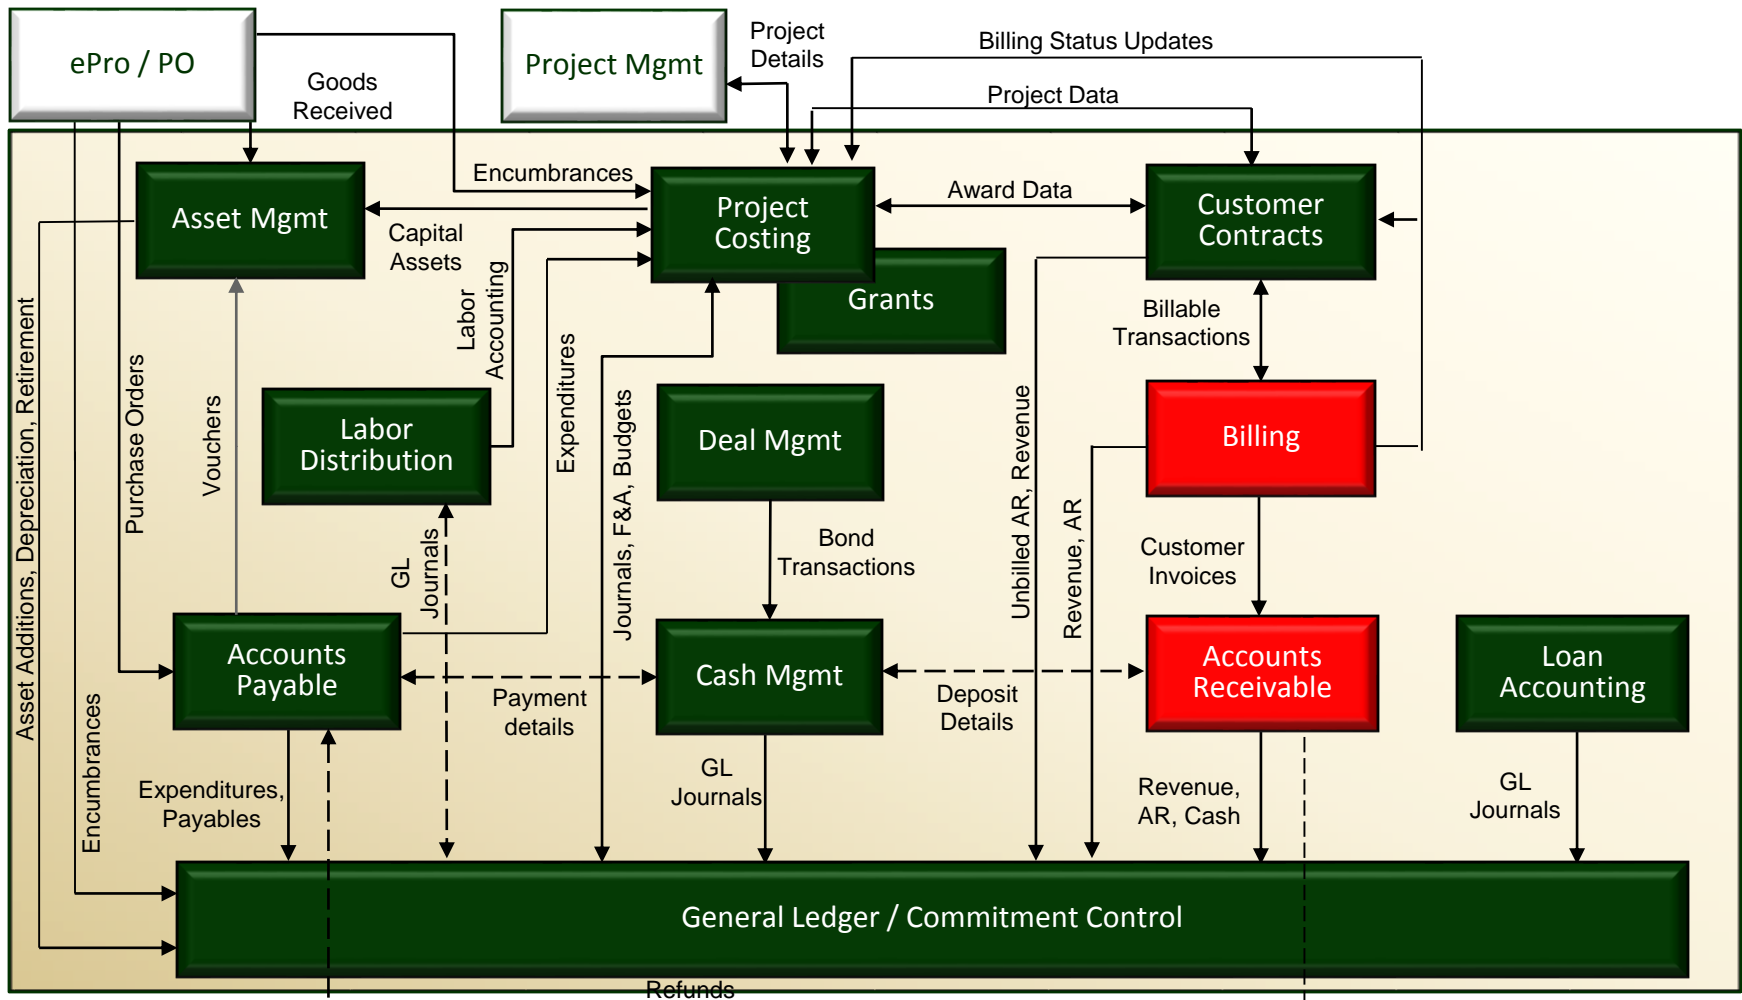 ePro / PO
Project Mgmt
Project
Details
Billing Status Updates
Goods
Received
Project Data
Encumbrances
Award Data
Asset Mgmt
Project
Costing
Customer
Contracts
Capital
Assets
Grants
Labor
Accounting
Billable
Transactions
Asset Additions, Depreciation, Retirement
Purchase Orders
Vouchers
Expenditures
Labor
Distribution
Deal Mgmt
Billing
Journals, F&A, Budgets
Unbilled AR, Revenue
Revenue, AR
GL
Journals
Bond
Transactions
Customer
Invoices
Accounts
Payable
Cash Mgmt
Accounts
Receivable
Loan
Accounting
Payment
details
Deposit
Details
Encumbrances
Expenditures,
Payables
GL
Journals
Revenue,
AR, Cash
GL
Journals
General Ledger / Commitment Control
Refunds